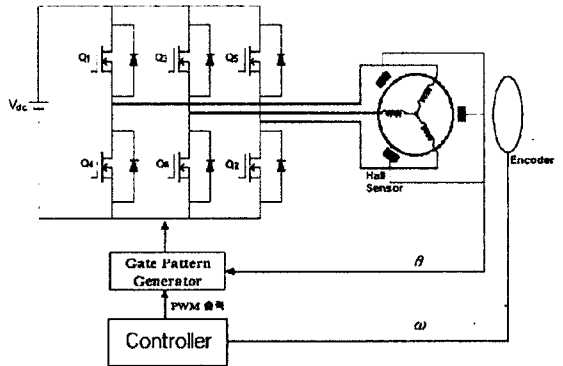 Q1
Q3
Q5
Vdc
Q4
Q6
Q2
Hall
Sensor
Encoder
Gate Pattern
Generator
θ
PWM 출력
Controller
ω